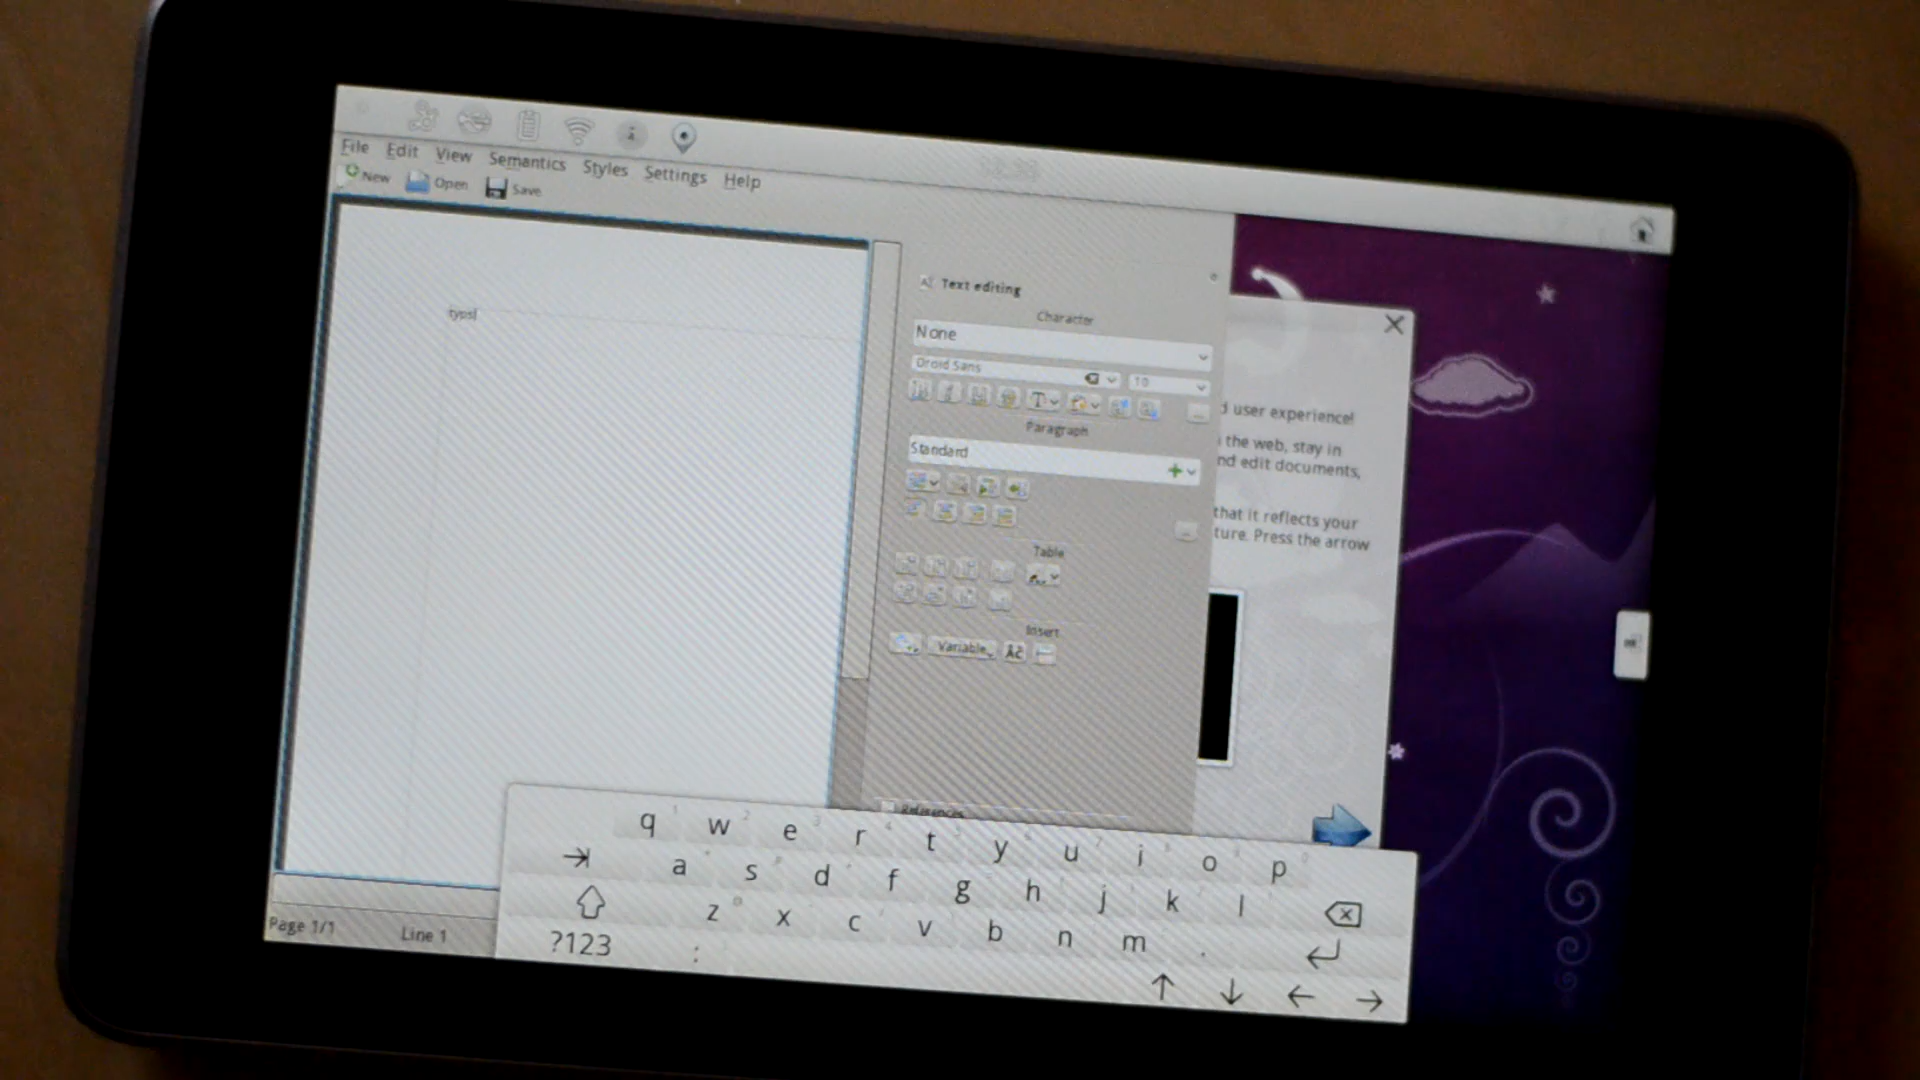 File Edit View Semantics Styles Settings Help
New Open Save
Text editing
Character
None
Droid Sans 10
Paragraph
Standard
Table
Insert
Variable
References
d user experience!
the web, stay in
nd edit documents,
that it reflects your
ture. Press the arrow
q w e r t y u i o p
a s d f g h j k l
z x c v b n m .
?123 :
Page 1/1 Line 1